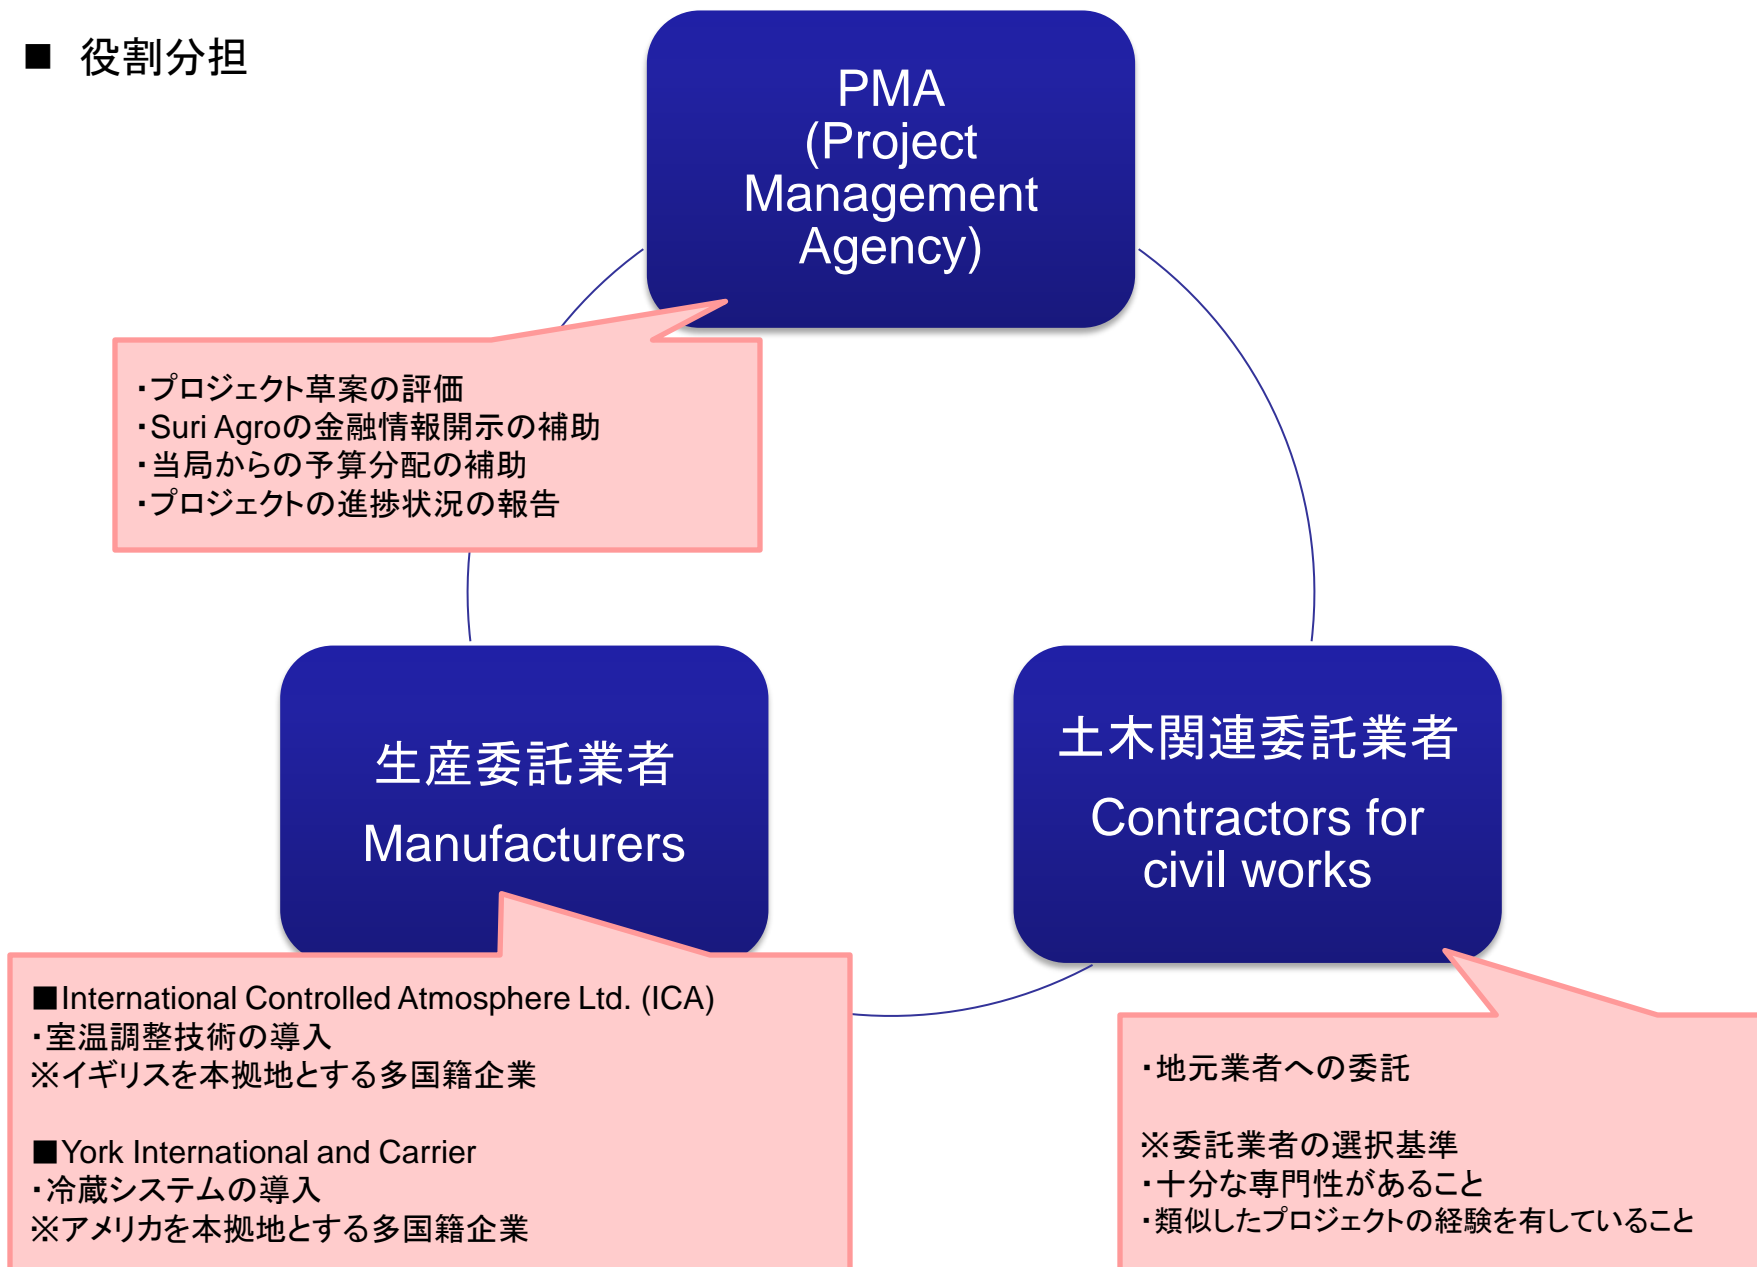 ■ 役割分担
PMA
(Project
Management
Agency)
・プロジェクト草案の評価
・Suri Agroの金融情報開示の補助
・当局からの予算分配の補助
・プロジェクトの進捗状況の報告
生産委託業者
Manufacturers
土木関連委託業者
Contractors for
civil works
■International Controlled Atmosphere Ltd. (ICA)
・室温調整技術の導入
※イギリスを本拠地とする多国籍企業
■York International and Carrier
・冷蔵システムの導入
※アメリカを本拠地とする多国籍企業
・地元業者への委託
※委託業者の選択基準
・十分な専門性があること
・類似したプロジェクトの経験を有していること